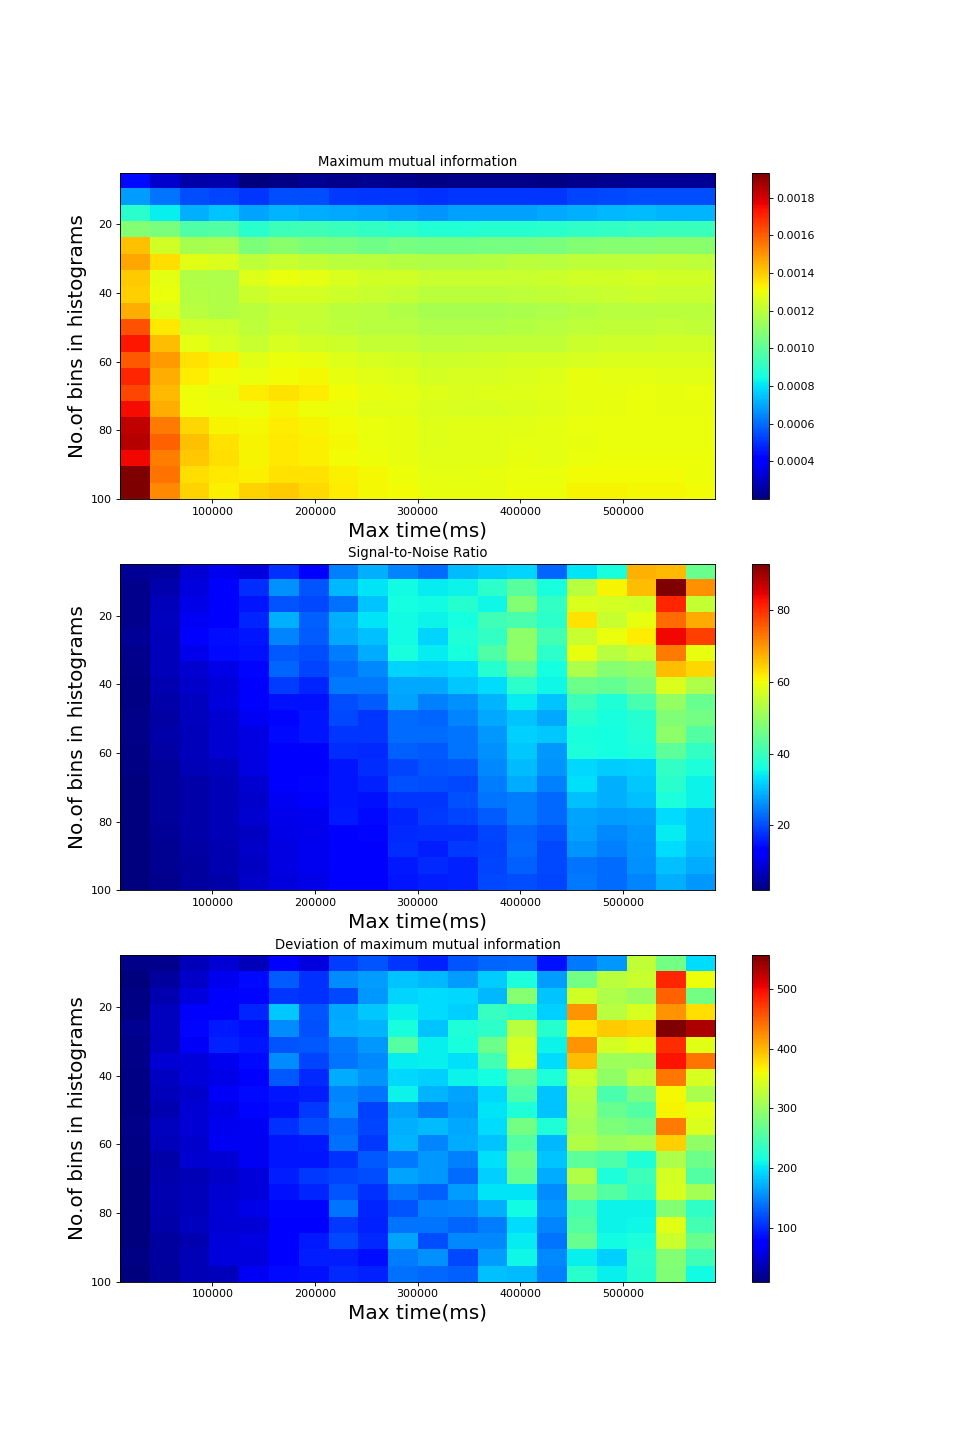 Maximum mutual information
No.of bins in histograms
20
40
60
80
100
100000 200000 300000 400000 500000
Max time(ms)
0.0018
0.0016
0.0014
0.0012
0.0010
0.0008
0.0006
0.0004
Signal-to-Noise Ratio
No.of bins in histograms
20
40
60
80
100
100000 200000 300000 400000 500000
Max time(ms)
80
60
40
20
Deviation of maximum mutual information
No.of bins in histograms
20
40
60
80
100
100000 200000 300000 400000 500000
Max time(ms)
500
400
300
200
100